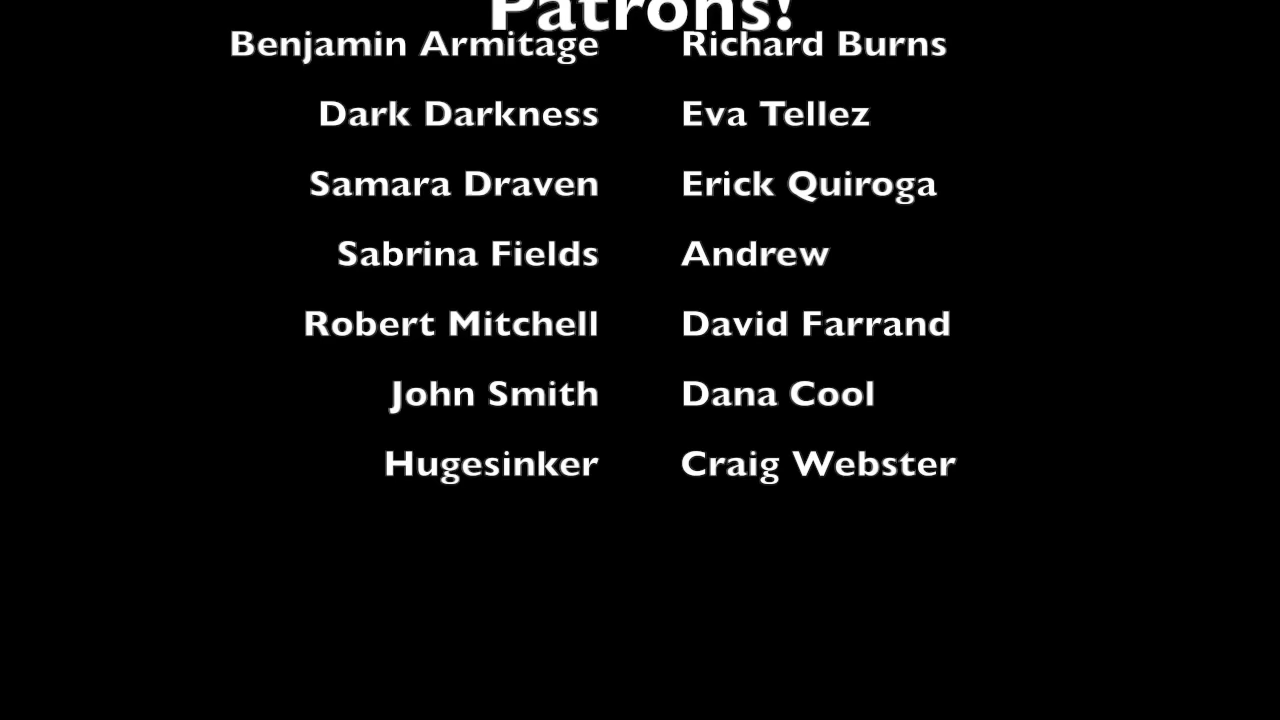 Patrons!
Benjamin Armitage Richard Burns
Dark Darkness Eva Tellez
Samara Draven Erick Quiroga
Sabrina Fields Andrew
Robert Mitchell David Farrand
John Smith Dana Cool
Hugesinker Craig Webster